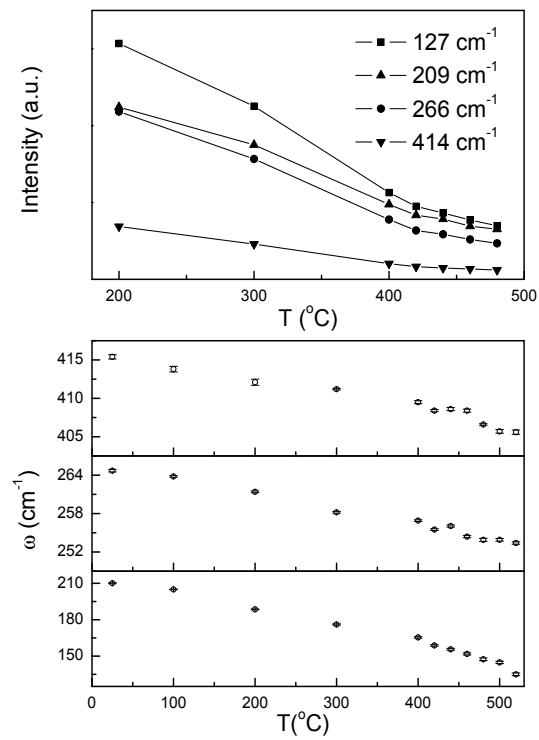 Intensity (a.u.)
127 cm⁻¹
209 cm⁻¹
266 cm⁻¹
414 cm⁻¹
200 300 400 500
T (°C)
ω (cm⁻¹)
415
410
405
264
258
252
210
180
150
0 100 200 300 400 500
T(°C)